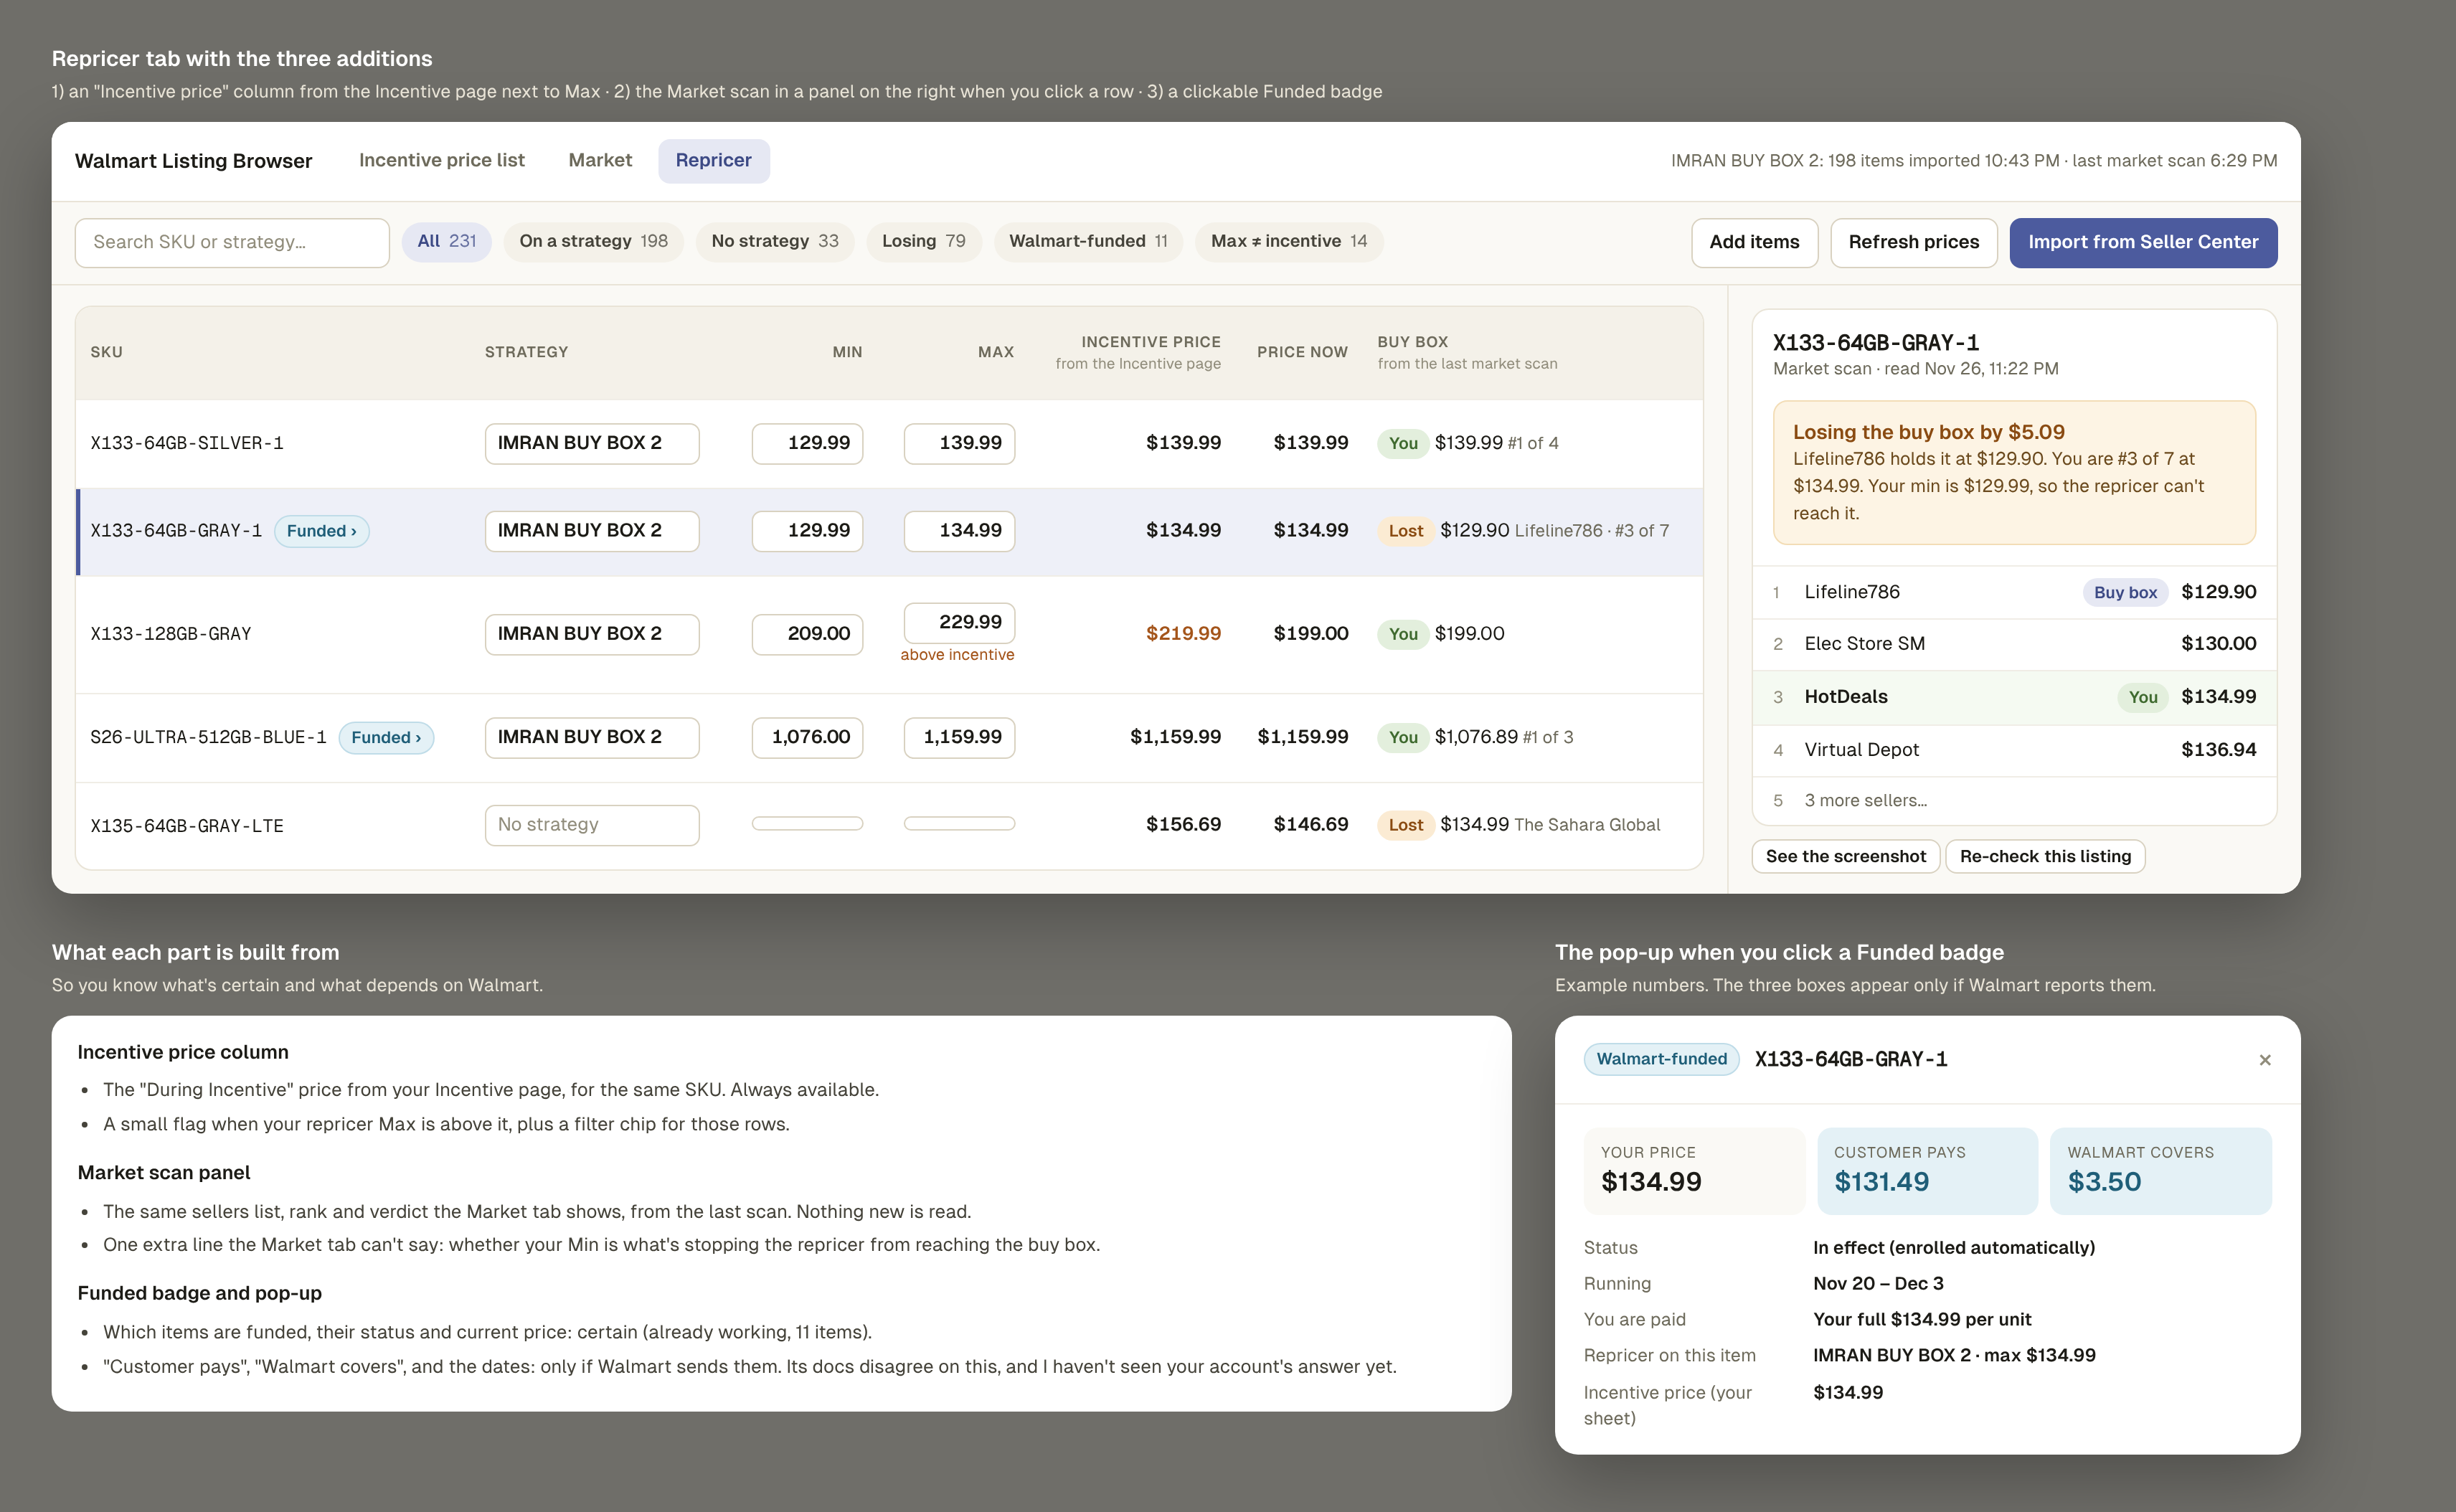 Repricer tab with the three additions
1) an "Incentive price" column from the Incentive page next to Max · 2) the Market scan in a panel on the right when you click a row · 3) a clickable Funded badge
Walmart Listing Browser Incentive price list Market Repricer IMRAN BUY BOX 2: 198 items imported 10:43 PM · last market scan 6:29 PM
Search SKU or strategy... All 231 On a strategy 198 No strategy 33 Losing 79 Walmart-funded 11 Max ≠ incentive 14 Add items Refresh prices Import from Seller Center
SKU STRATEGY MIN MAX INCENTIVE PRICE PRICE NOW BUY BOX
from the Incentive page from the last market scan
X133-64GB-SILVER-1 IMRAN BUY BOX 2 129.99 139.99 $139.99 $139.99 You $139.99 #1 of 4
X133-64GB-GRAY-1 Funded › IMRAN BUY BOX 2 129.99 134.99 $134.99 $134.99 Lost $129.90 Lifeline786 · #3 of 7
X133-128GB-GRAY IMRAN BUY BOX 2 209.00 229.99 $219.99 $199.00 You $199.00
above incentive
S26-ULTRA-512GB-BLUE-1 Funded › IMRAN BUY BOX 2 1,076.00 1,159.99 $1,159.99 $1,159.99 You $1,076.89 #1 of 3
X135-64GB-GRAY-LTE No strategy $156.69 $146.69 Lost $134.99 The Sahara Global
X133-64GB-GRAY-1
Market scan · read Nov 26, 11:22 PM
Losing the buy box by $5.09
Lifeline786 holds it at $129.90. You are #3 of 7 at
$134.99. Your min is $129.99, so the repricer can't
reach it.
1 Lifeline786 Buy box $129.90
2 Elec Store SM $130.00
3 HotDeals You $134.99
4 Virtual Depot $136.94
5 3 more sellers...
See the screenshot Re-check this listing
What each part is built from
So you know what's certain and what depends on Walmart.
Incentive price column
• The "During Incentive" price from your Incentive page, for the same SKU. Always available.
• A small flag when your repricer Max is above it, plus a filter chip for those rows.
Market scan panel
• The same sellers list, rank and verdict the Market tab shows, from the last scan. Nothing new is read.
• One extra line the Market tab can't say: whether your Min is what's stopping the repricer from reaching the buy box.
Funded badge and pop-up
• Which items are funded, their status and current price: certain (already working, 11 items).
• "Customer pays", "Walmart covers", and the dates: only if Walmart sends them. Its docs disagree on this, and I haven't seen your account's answer yet.
The pop-up when you click a Funded badge
Example numbers. The three boxes appear only if Walmart reports them.
Walmart-funded X133-64GB-GRAY-1 ×
YOUR PRICE CUSTOMER PAYS WALMART COVERS
$134.99 $131.49 $3.50
Status In effect (enrolled automatically)
Running Nov 20 – Dec 3
You are paid Your full $134.99 per unit
Repricer on this item IMRAN BUY BOX 2 · max $134.99
Incentive price (your $134.99
sheet)